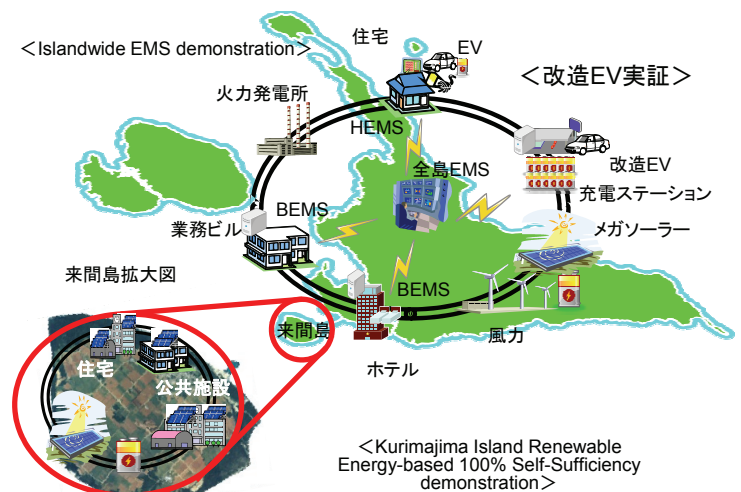 ＜Islandwide EMS demonstration＞
住宅
EV
＜改造EV実証＞
火力発電所
HEMS
全島EMS
改造EV
充電ステーション
BEMS
業務ビル
メガソーラー
来間島拡大図
BEMS
来間島
風力
ホテル
住宅
公共施設
＜Kurimajima Island Renewable
Energy-based 100% Self-Sufficiency
demonstration＞